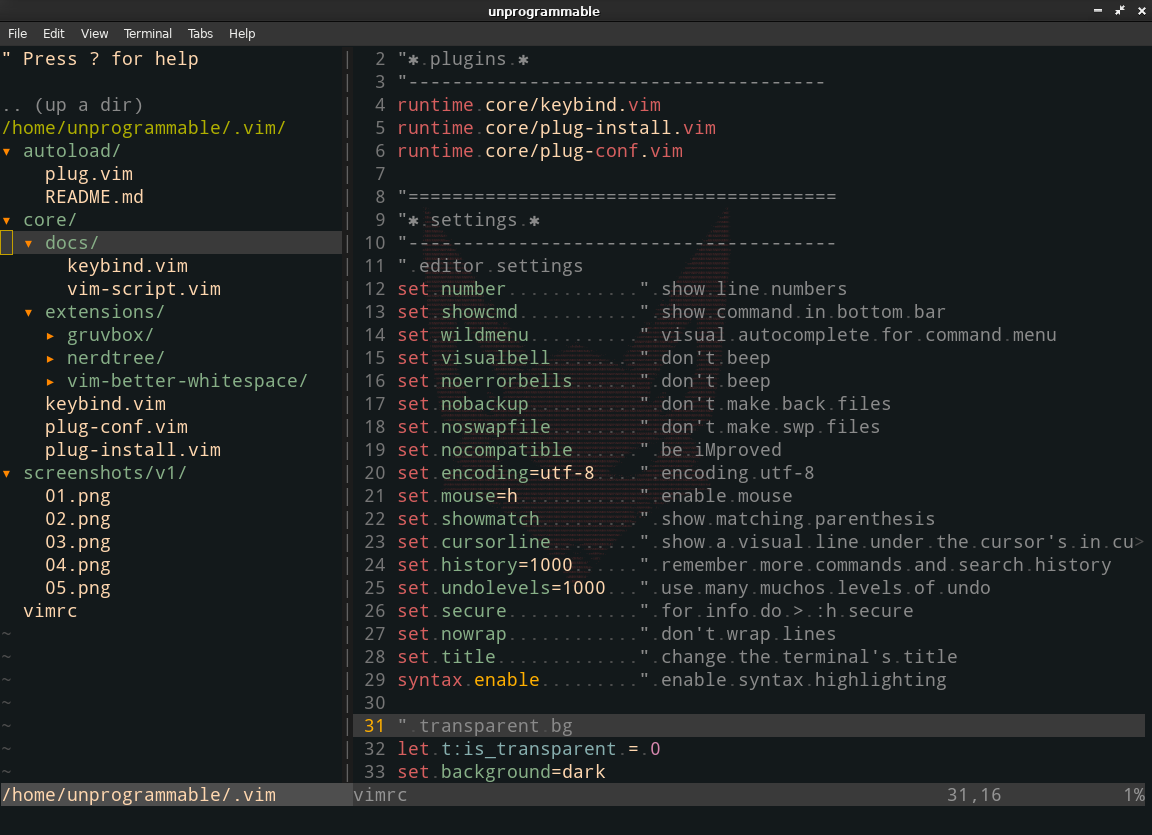 unprogrammable
File Edit View Terminal Tabs Help
" Press ? for help
.. (up a dir)
/home/unprogrammable/.vim/
▾ autoload/
plug.vim
README.md
▾ core/
▾ docs/
keybind.vim
vim-script.vim
▾ extensions/
▸ gruvbox/
▸ nerdtree/
▸ vim-better-whitespace/
keybind.vim
plug-conf.vim
plug-install.vim
▾ screenshots/v1/
01.png
02.png
03.png
04.png
05.png
vimrc
~
~
~
~
~
~
~
/home/unprogrammable/.vim
2 "✱.plugins.✱
3 "--------------------------------------
4 runtime.core/keybind.vim
5 runtime.core/plug-install.vim
6 runtime.core/plug-conf.vim
7
8 "=======================================
9 "✱.settings.✱
10 "---------------------------------------
11 ".editor.settings
12 set.number............".show.line.numbers
13 set.showcmd...........".show.command.in.bottom.bar
14 set.wildmenu..........".visual.autocomplete.for.command.menu
15 set.visualbell........".don't.beep
16 set.noerrorbells......".don't.beep
17 set.nobackup..........".don't.make.back.files
18 set.noswapfile........".don't.make.swp.files
19 set.nocompatible......".be.iMproved
20 set.encoding=utf-8....".encoding.utf-8
21 set.mouse=h...........".enable.mouse
22 set.showmatch.........".show.matching.parenthesis
23 set.cursorline........".show.a.visual.line.under.the.cursor's.in.cu>
24 set.history=1000......".remember.more.commands.and.search.history
25 set.undolevels=1000...".use.many.muchos.levels.of.undo
26 set.secure............".for.info.do.>.:h.secure
27 set.nowrap............".don't.wrap.lines
28 set.title.............".change.the.terminal's.title
29 syntax.enable.........".enable.syntax.highlighting
30
31 ".transparent.bg
32 let.t:is_transparent.=.0
33 set.background=dark
vimrc 31,16 1%